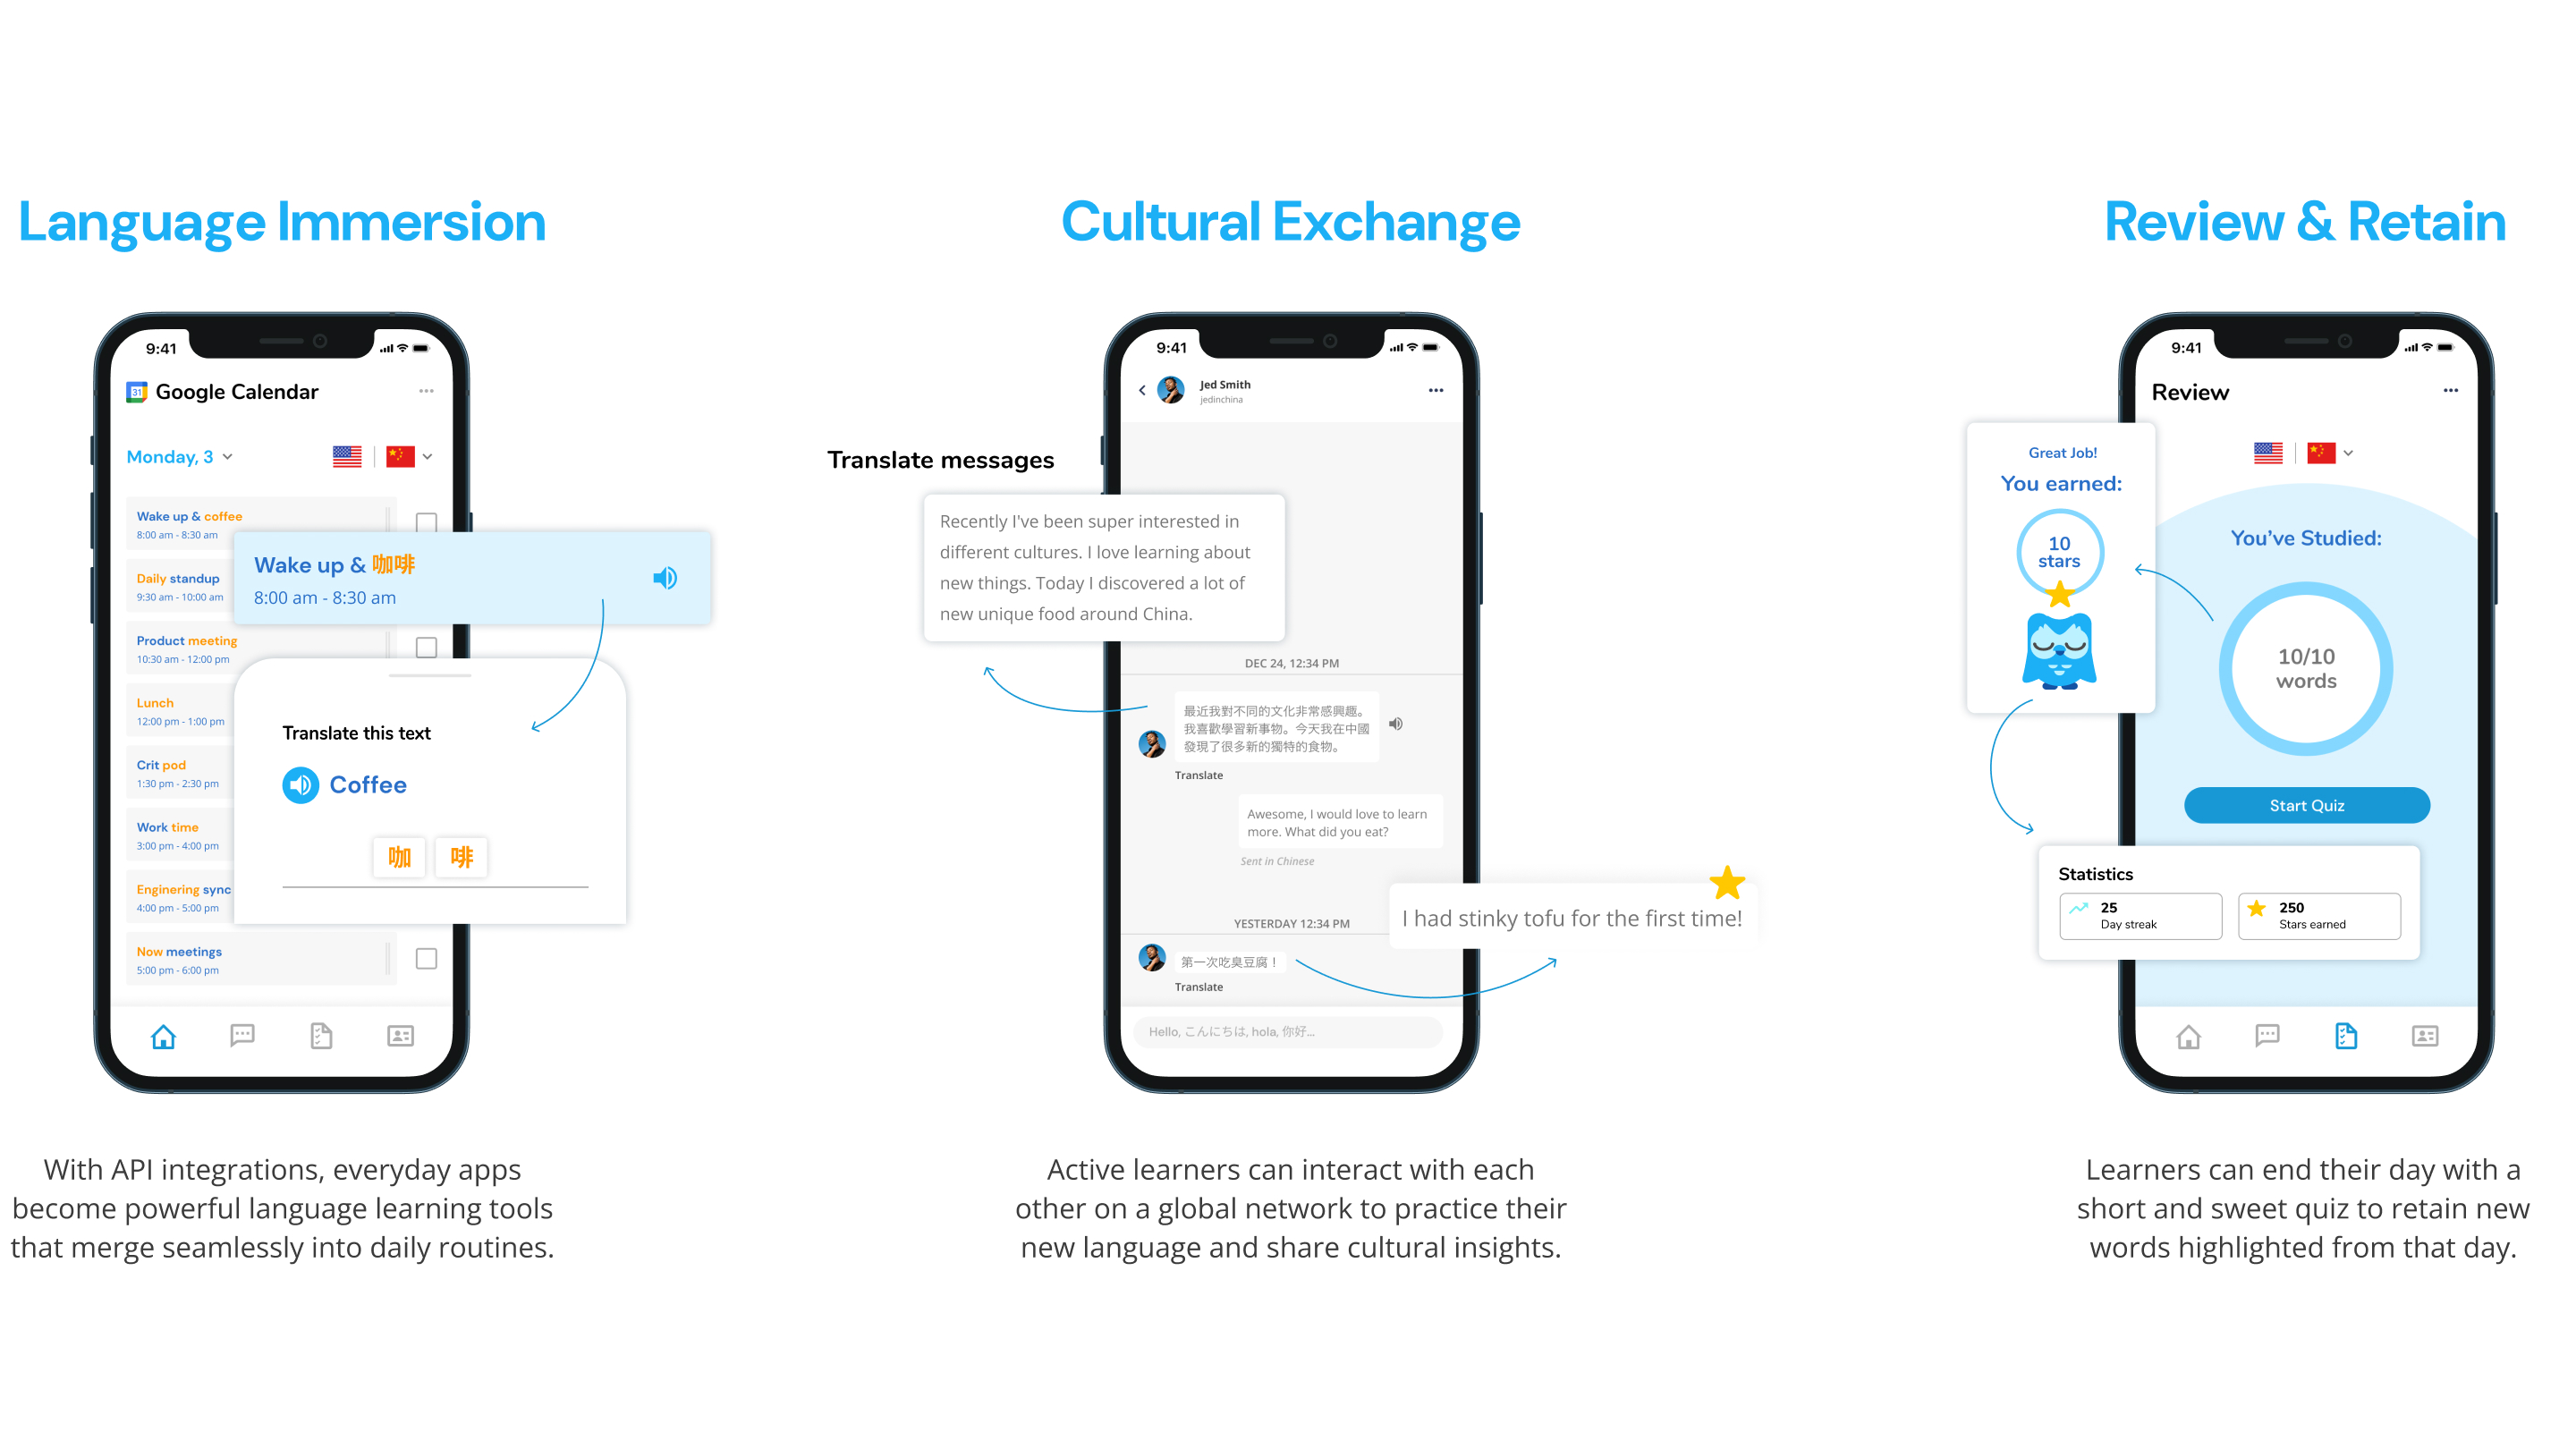 Language Immersion
9:41
31
Google Calendar
Monday, 3
Wake up & coffee
8:00 am - 8:30 am
Daily standup
9:30 am - 10:00 am
Product meeting
10:30 am - 12:00 pm
Lunch
12:00 pm - 1:00 pm
Crit pod
1:30 pm - 2:30 pm
Work time
3:00 pm - 4:00 pm
Enginering sync
4:00 pm - 5:00 pm
Now meetings
5:00 pm - 6:00 pm
Wake up & 咖啡
8:00 am - 8:30 am
Translate this text
Coffee
咖 啡
With API integrations, everyday apps
become powerful language learning tools
that merge seamlessly into daily routines.
Cultural Exchange
9:41
Jed Smith
jedinchina
Translate messages
Recently I've been super interested in
different cultures. I love learning about
new things. Today I discovered a lot of
new unique food around China.
DEC 24, 12:34 PM
最近我對不同的文化非常感興趣。
我喜歡學習新事物。今天我在中國
發現了很多新的獨特的食物。
Translate
Awesome, I would love to learn
more. What did you eat?
Sent in Chinese
I had stinky tofu for the first time!
YESTERDAY 12:34 PM
第一次吃臭豆腐！
Translate
Hello, こんにちは, hola, 你好...
Active learners can interact with each
other on a global network to practice their
new language and share cultural insights.
Review & Retain
9:41
Review
Great Job!
You earned:
10
stars
You've Studied:
10/10
words
Start Quiz
Statistics
25
Day streak
250
Stars earned
Learners can end their day with a
short and sweet quiz to retain new
words highlighted from that day.